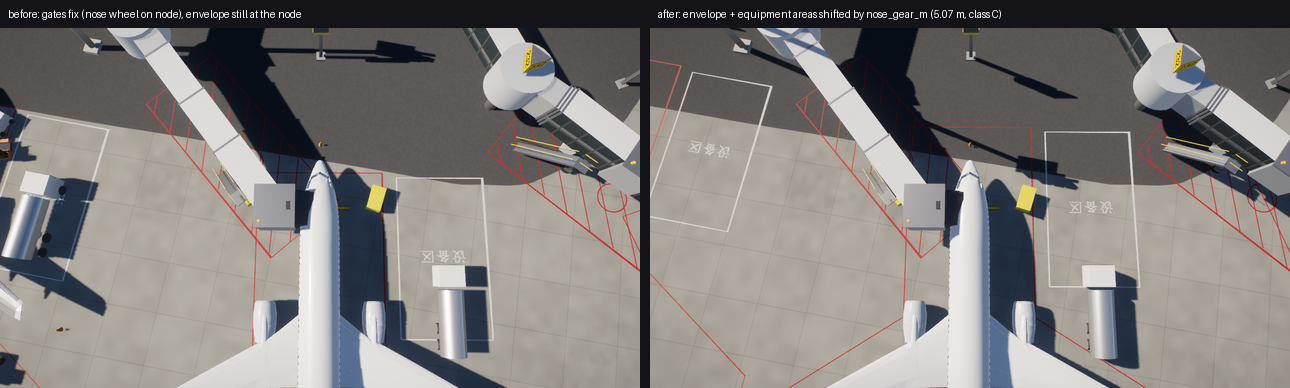 before: gates fix (nose wheel on node), envelope still at the node
after: envelope + equipment areas shifted by nose_gear_m (5.07 m, class C)
设备区
设备区
设备区